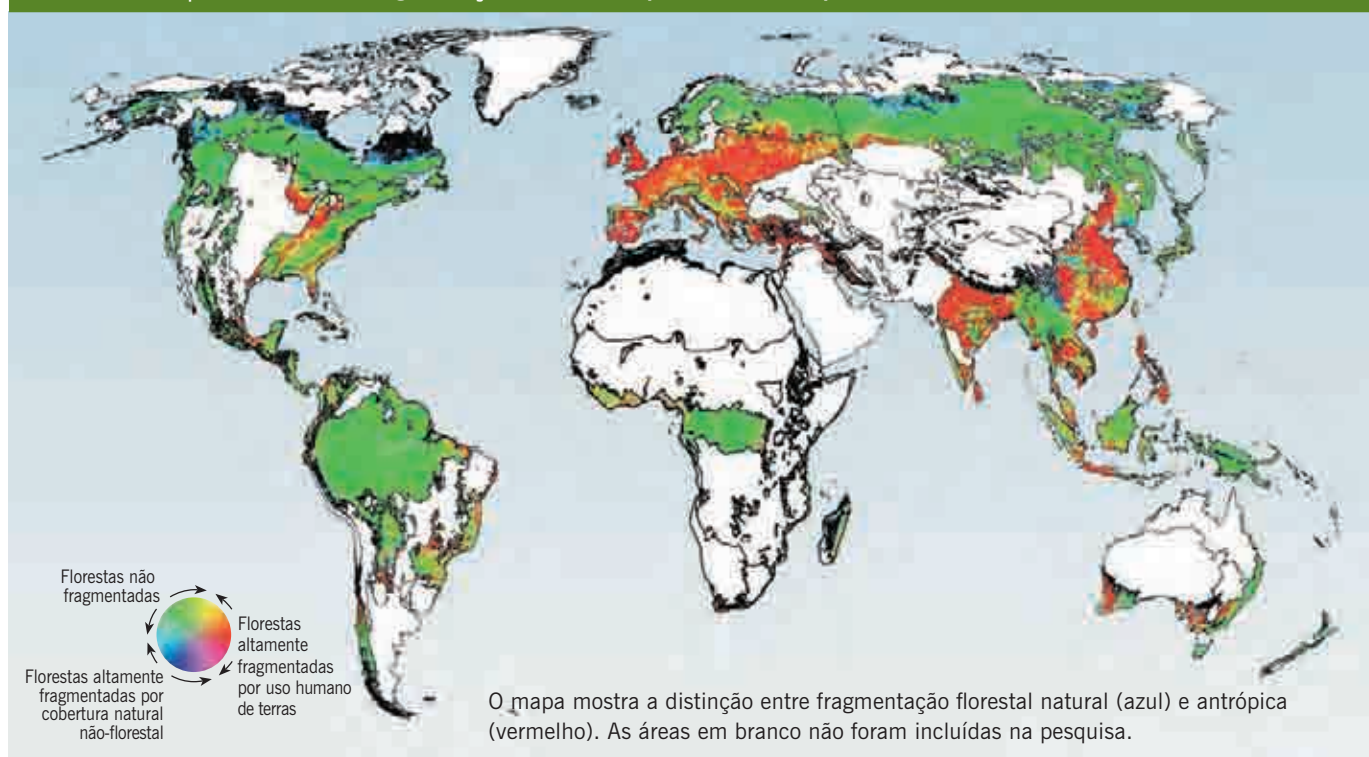 Florestas não
fragmentadas
Florestas
altamente
fragmentadas
por uso humano
de terras
Florestas altamente
fragmentadas por
cobertura natural
não-florestal
O mapa mostra a distinção entre fragmentação florestal natural (azul) e antrópica
(vermelho). As áreas em branco não foram incluídas na pesquisa.